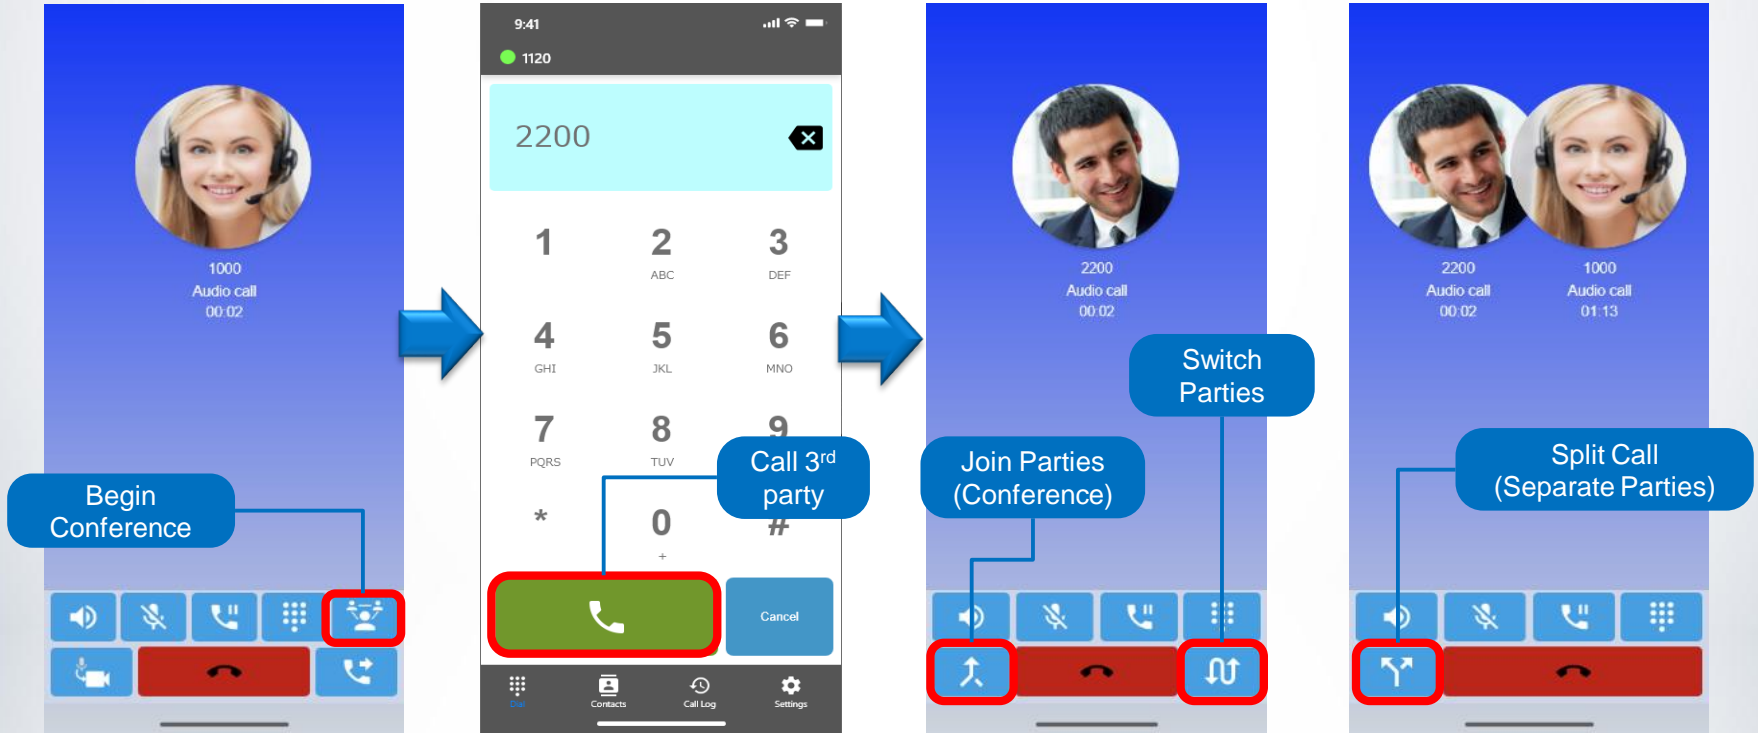 1000
Audio call
00:02
Begin
Conference
9:41
1120
2200
1
2
ABC
3
DEF
4
GHI
5
JKL
6
MNO
7
PQRS
8
TUV
9
*
0
+
#
Call 3rd
party
Cancel
Dial
Contacts
Call Log
Settings
2200
Audio call
00:02
Switch
Parties
Join Parties
(Conference)
2200
Audio call
00:02
1000
Audio call
01:13
Split Call
(Separate Parties)